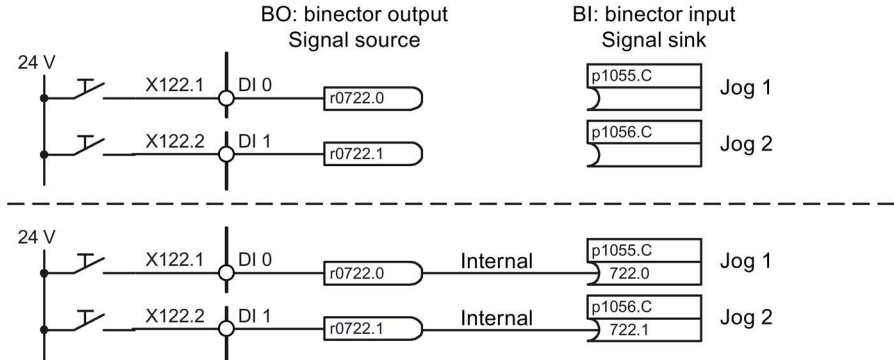 BO: binector output
Signal source
BI: binector input
Signal sink
24 V
X122.1 DI 0 r0722.0 p1055.C Jog 1
X122.2 DI 1 r0722.1 p1056.C Jog 2
24 V
X122.1 DI 0 r0722.0 Internal p1055.C 722.0 Jog 1
X122.2 DI 1 r0722.1 Internal p1056.C 722.1 Jog 2